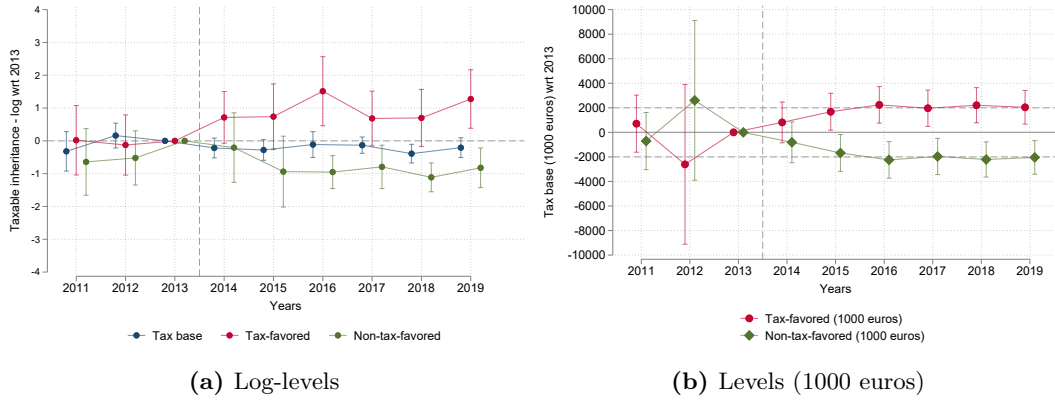 Taxable inheritance - log wrt 2013
4
3
2
1
0
-1
-2
-3
-4
2011 2012 2013 2014 2015 2016 2017 2018 2019
Years
Tax base Tax-favored Non-tax-favored
(a) Log-levels
Tax base (1000 euros) wrt 2013
10000
8000
6000
4000
2000
0
-2000
-4000
-6000
-8000
-10000
2011 2012 2013 2014 2015 2016 2017 2018 2019
Years
Tax-favored (1000 euros)
Non-tax-favored (1000 euros)
(b) Levels (1000 euros)